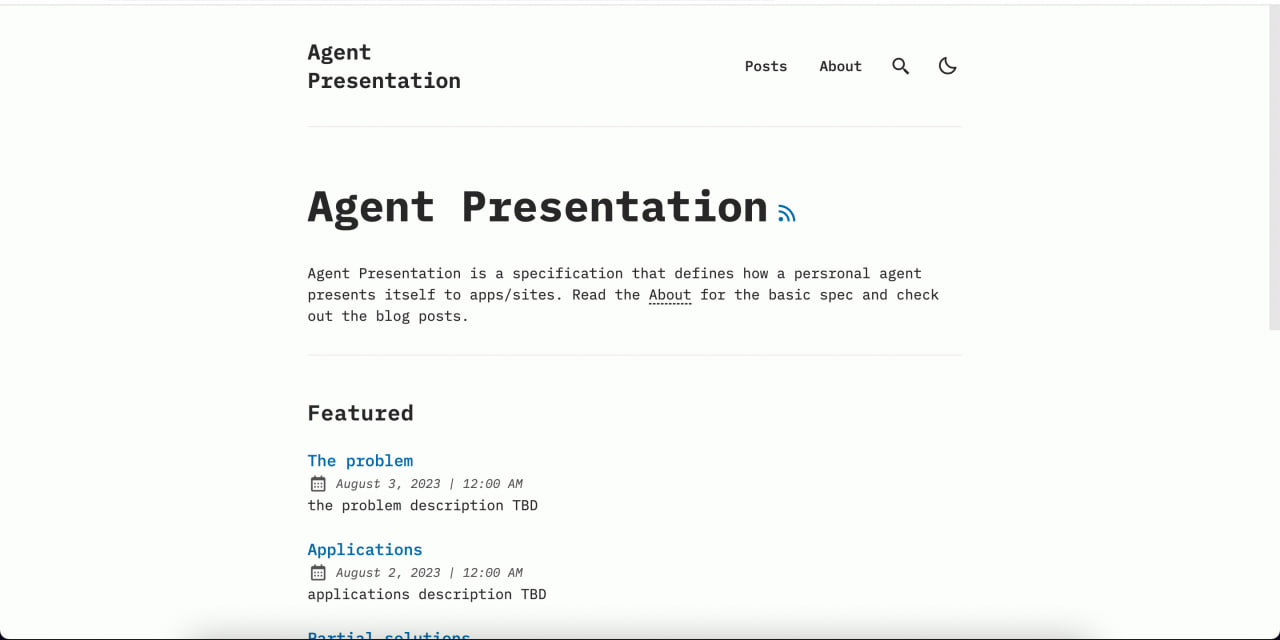 Agent
Presentation
Posts
About
Agent Presentation
Agent Presentation is a specification that defines how a persronal agent
presents itself to apps/sites. Read the About for the basic spec and check
out the blog posts.
Featured
The problem
August 3, 2023 | 12:00 AM
the problem description TBD
Applications
August 2, 2023 | 12:00 AM
applications description TBD
Partial solutions